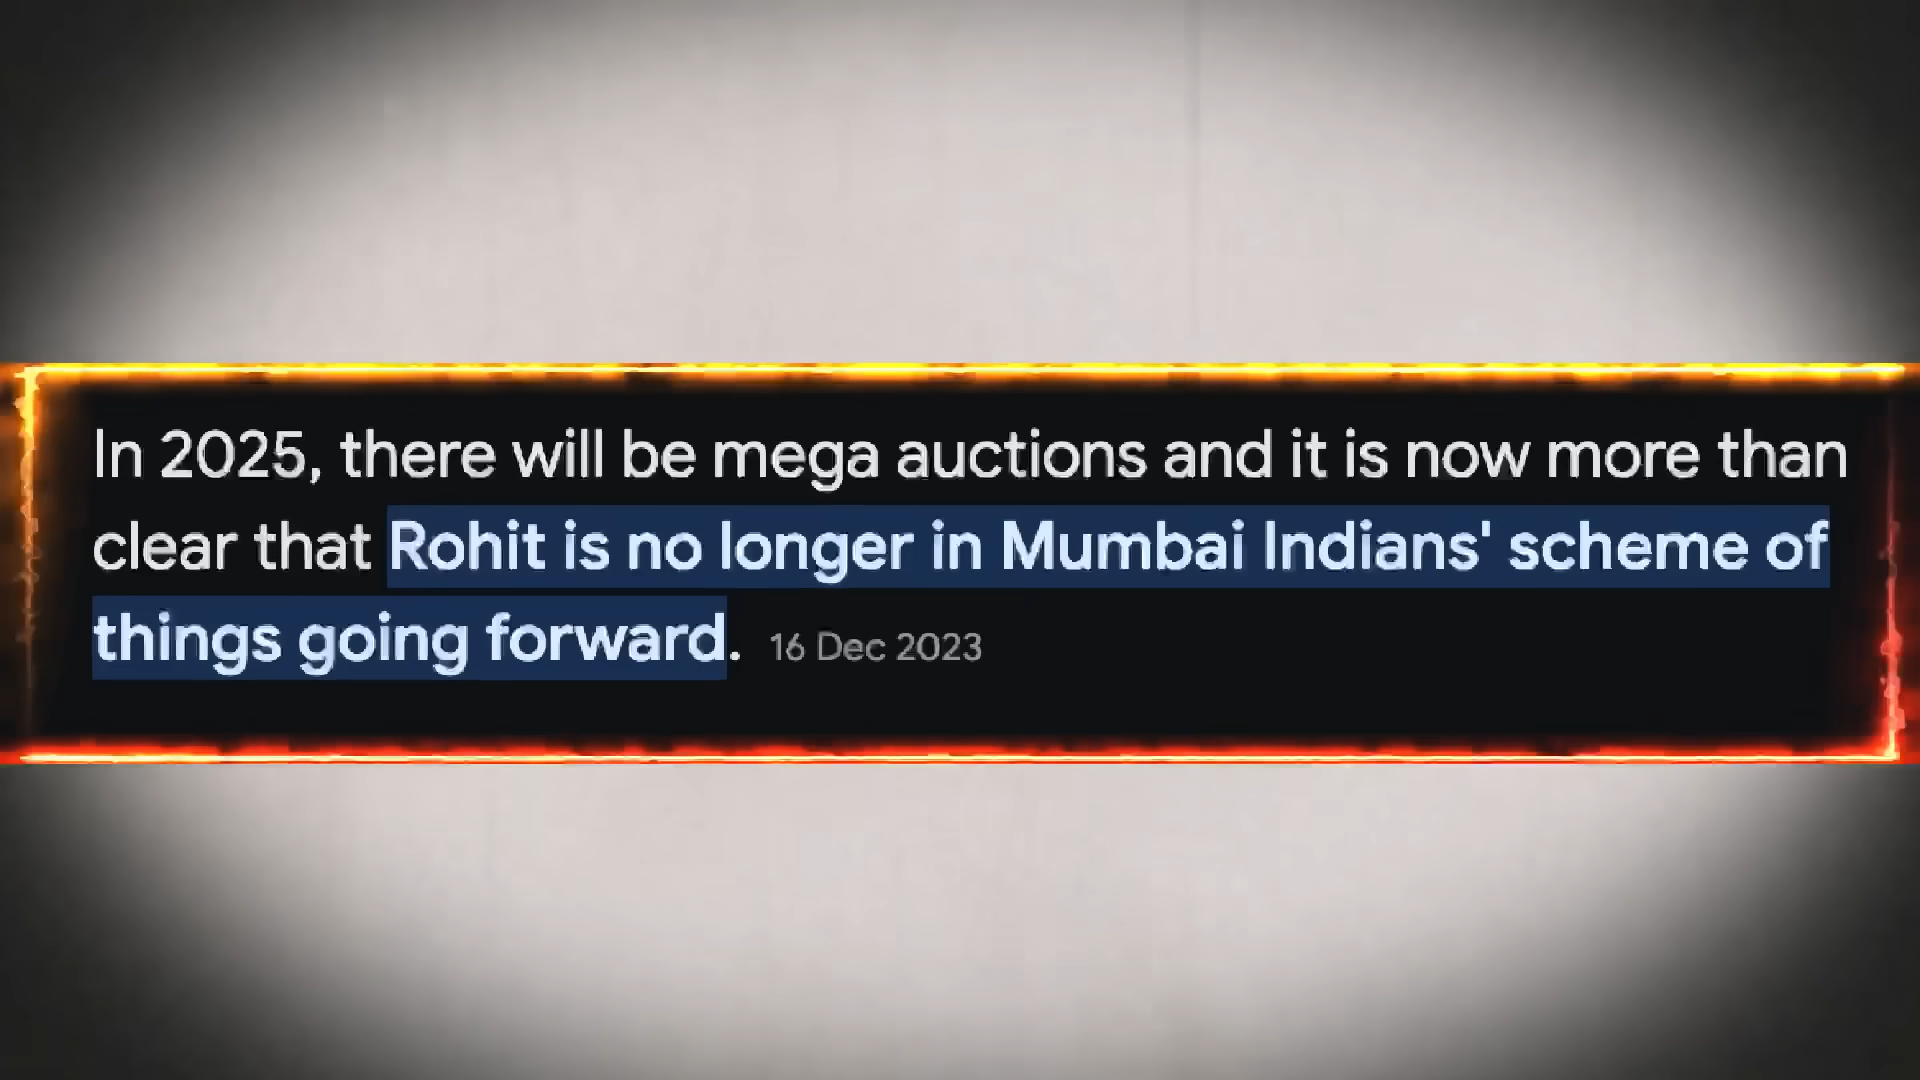 In 2025, there will be mega auctions and it is now more than
clear that Rohit is no longer in Mumbai Indians' scheme of
things going forward. 16 Dec 2023